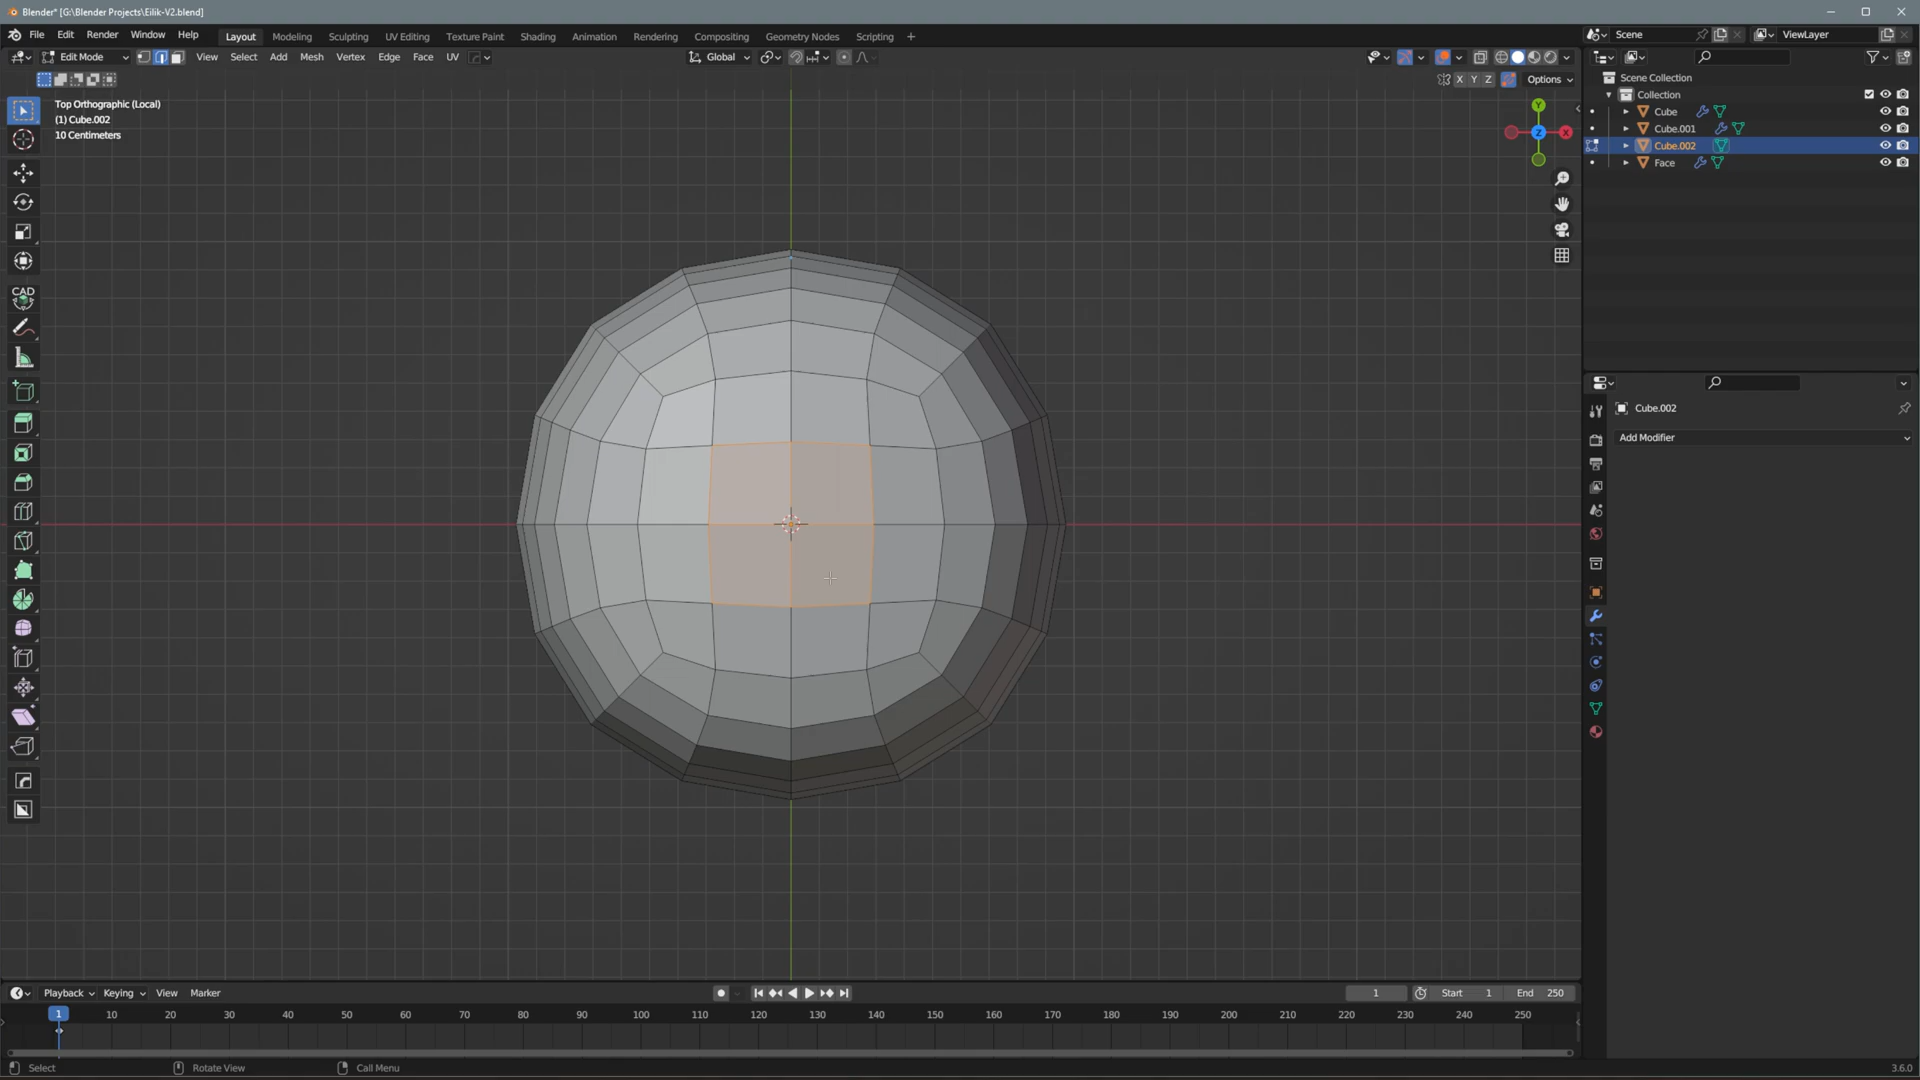 Blender* [G:\Blender Projects\Eilik-V2.blend]
File Edit Render Window Help Layout Modeling Sculpting UV Editing Texture Paint Shading Animation Rendering Compositing Geometry Nodes Scripting + Scene ViewLayer
Edit Mode View Select Add Mesh Vertex Edge Face UV Global
X Y Z Options
Scene Collection
Collection
Cube
Cube.001
Cube.002
Face
Top Orthographic (Local)
(1) Cube.002
10 Centimeters
Y
Z X
CAD
Cube.002
Add Modifier
Playback Keying View Marker 1 Start 1 End 250
1 10 20 30 40 50 60 70 80 90 100 110 120 130 140 150 160 170 180 190 200 210 220 230 240 250
Select Rotate View Call Menu 3.6.0